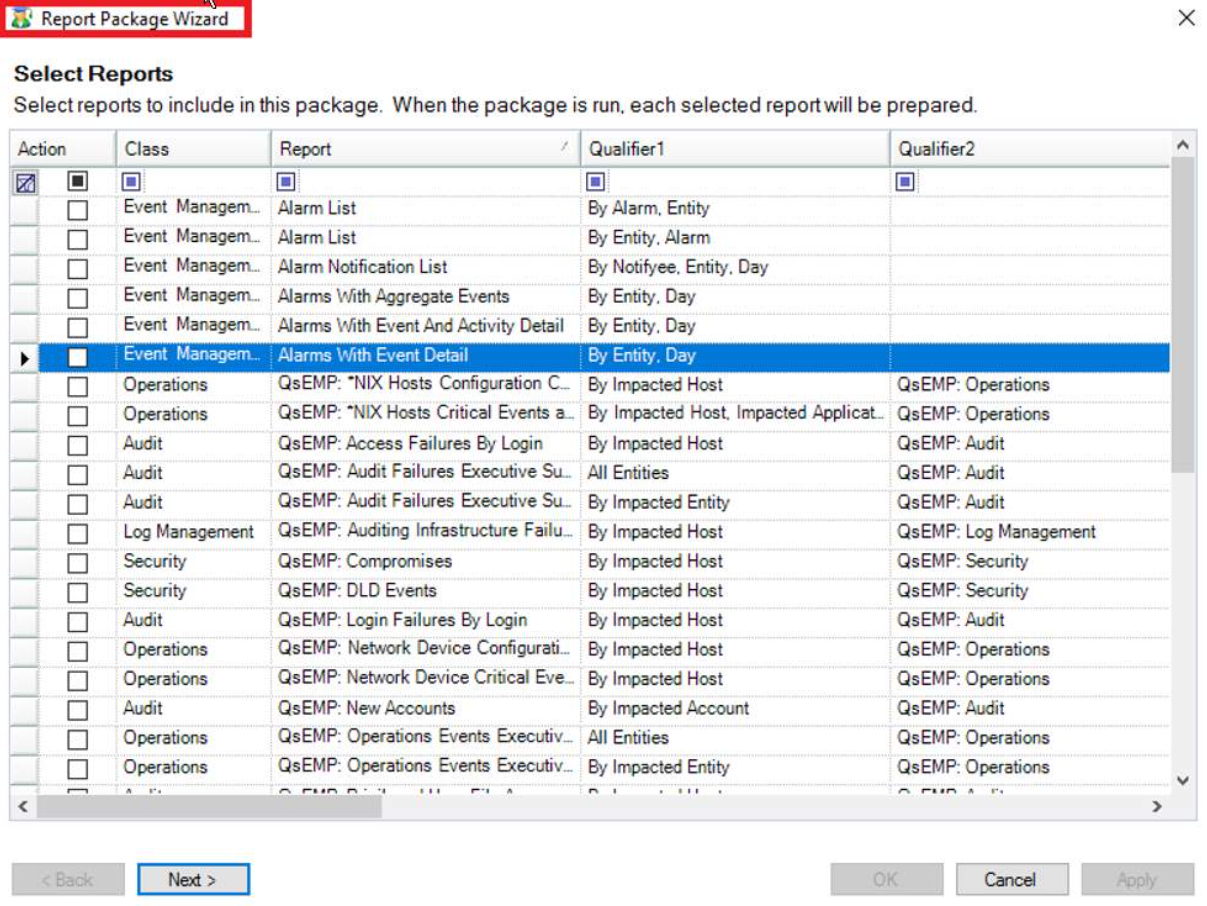 Report Package Wizard
Select Reports
Select reports to include in this package. When the package is run, each selected report will be prepared.
Action Class Report Qualifier1 Qualifier2
Event Managem... Alarm List By Alarm, Entity
Event Managem... Alarm List By Entity, Alarm
Event Managem... Alarm Notification List By Notifyee, Entity, Day
Event Managem... Alarms With Aggregate Events By Entity, Day
Event Managem... Alarms With Event And Activity Detail By Entity, Day
Event Managem... Alarms With Event Detail By Entity, Day
Operations QsEMP: *NIX Hosts Configuration C... By Impacted Host QsEMP: Operations
Operations QsEMP: *NIX Hosts Critical Events a... By Impacted Host, Impacted Applicat... QsEMP: Operations
Audit QsEMP: Access Failures By Login By Impacted Host QsEMP: Audit
Audit QsEMP: Audit Failures Executive Su... All Entities QsEMP: Audit
Audit QsEMP: Audit Failures Executive Su... By Impacted Entity QsEMP: Audit
Log Management QsEMP: Auditing Infrastructure Failu... By Impacted Host QsEMP: Log Management
Security QsEMP: Compromises By Impacted Host QsEMP: Security
Security QsEMP: DLD Events By Impacted Host QsEMP: Security
Audit QsEMP: Login Failures By Login By Impacted Host QsEMP: Audit
Operations QsEMP: Network Device Configurati... By Impacted Host QsEMP: Operations
Operations QsEMP: Network Device Critical Eve... By Impacted Host QsEMP: Operations
Audit QsEMP: New Accounts By Impacted Account QsEMP: Audit
Operations QsEMP: Operations Events Executiv... All Entities QsEMP: Operations
Operations QsEMP: Operations Events Executiv... By Impacted Entity QsEMP: Operations
< Back Next > OK Cancel Apply